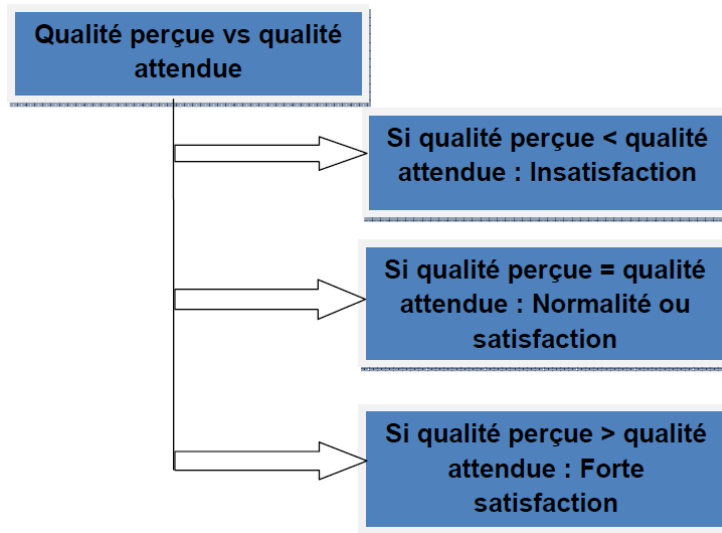 Qualité perçue vs qualité
attendue
Si qualité perçue < qualité
attendue : Insatisfaction
Si qualité perçue = qualité
attendue : Normalité ou
satisfaction
Si qualité perçue > qualité
attendue : Forte
satisfaction